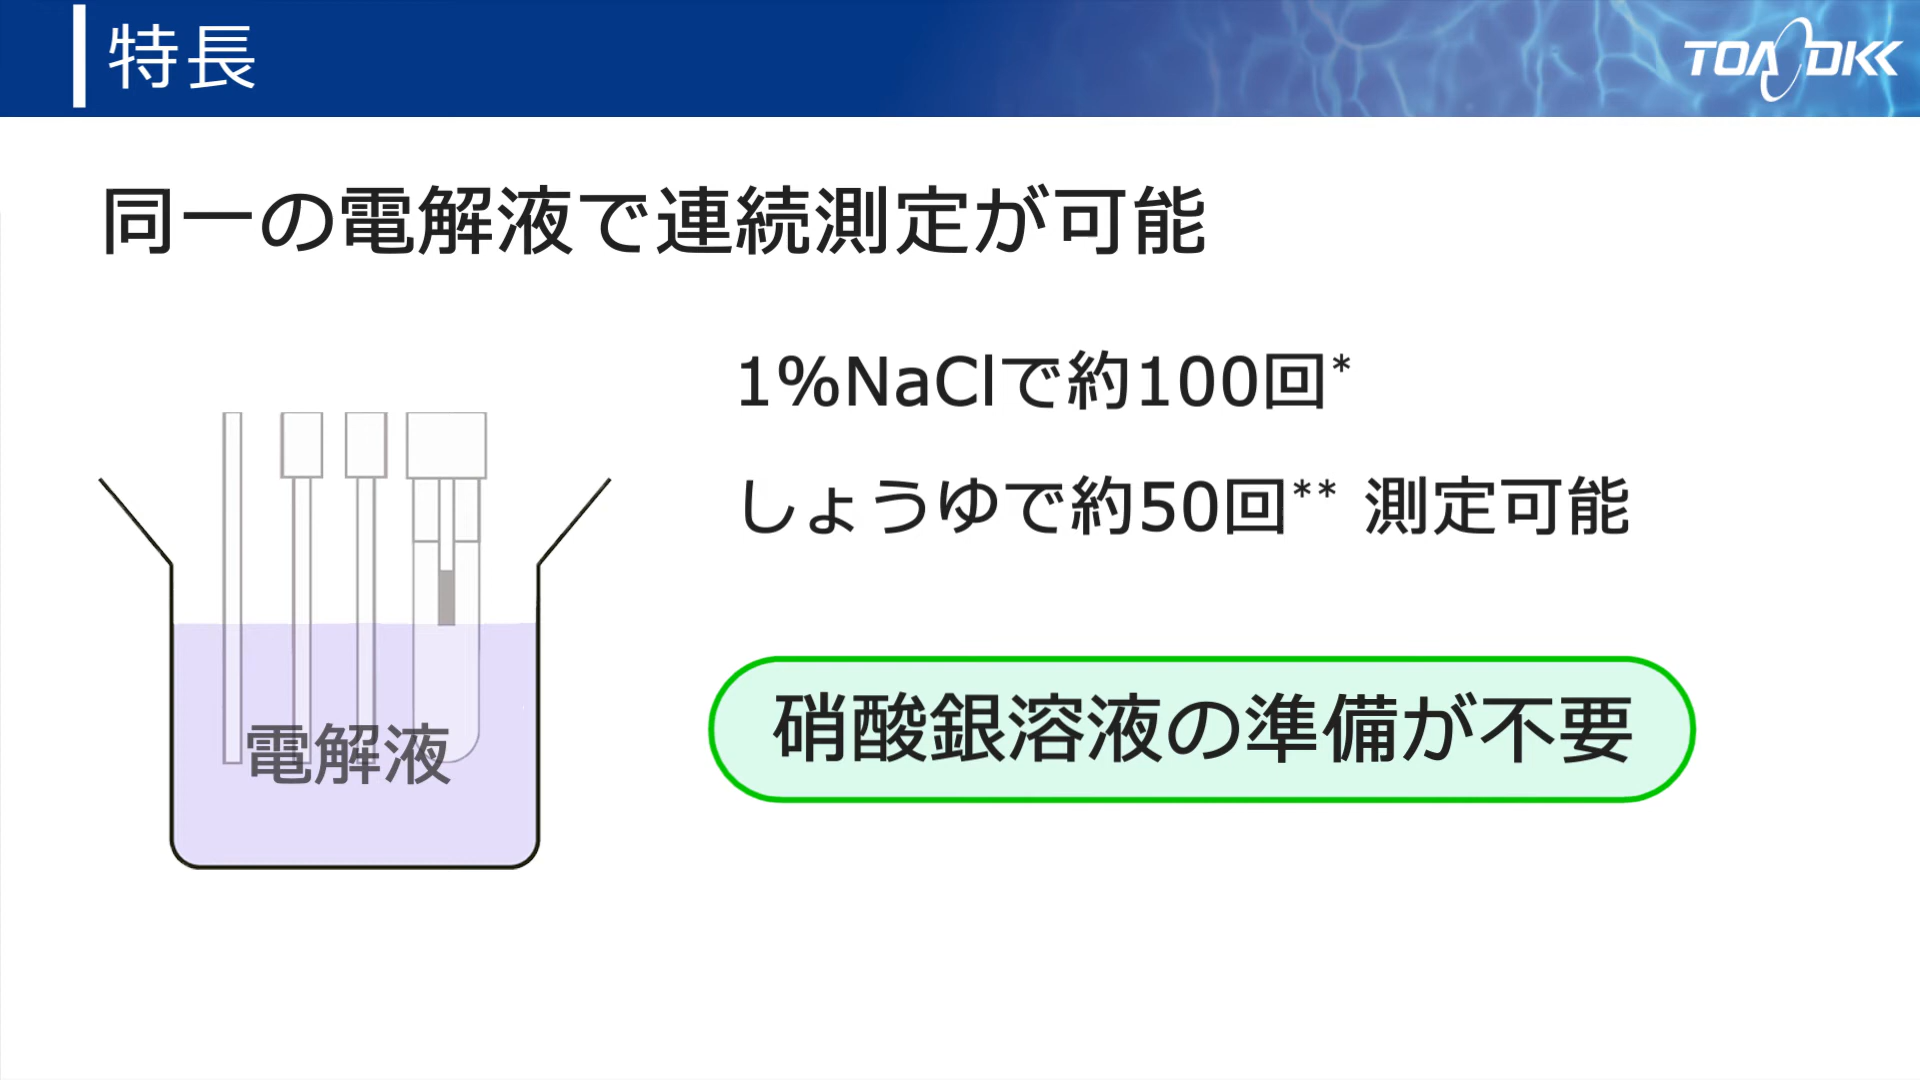 特長
TOADKK
同一の電解液で連続測定が可能
1%NaClで約100回*
しょうゆで約50回** 測定可能
硝酸銀溶液の準備が不要
電解液